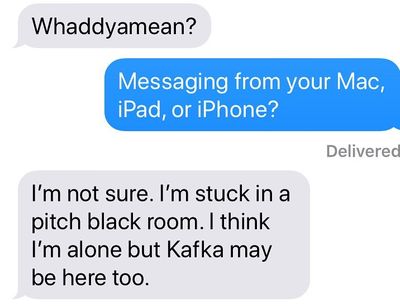 Whaddyamean?
Messaging from your Mac,
iPad, or iPhone?
Delivered
I’m not sure. I’m stuck in a
pitch black room. I think
I’m alone but Kafka may
be here too.